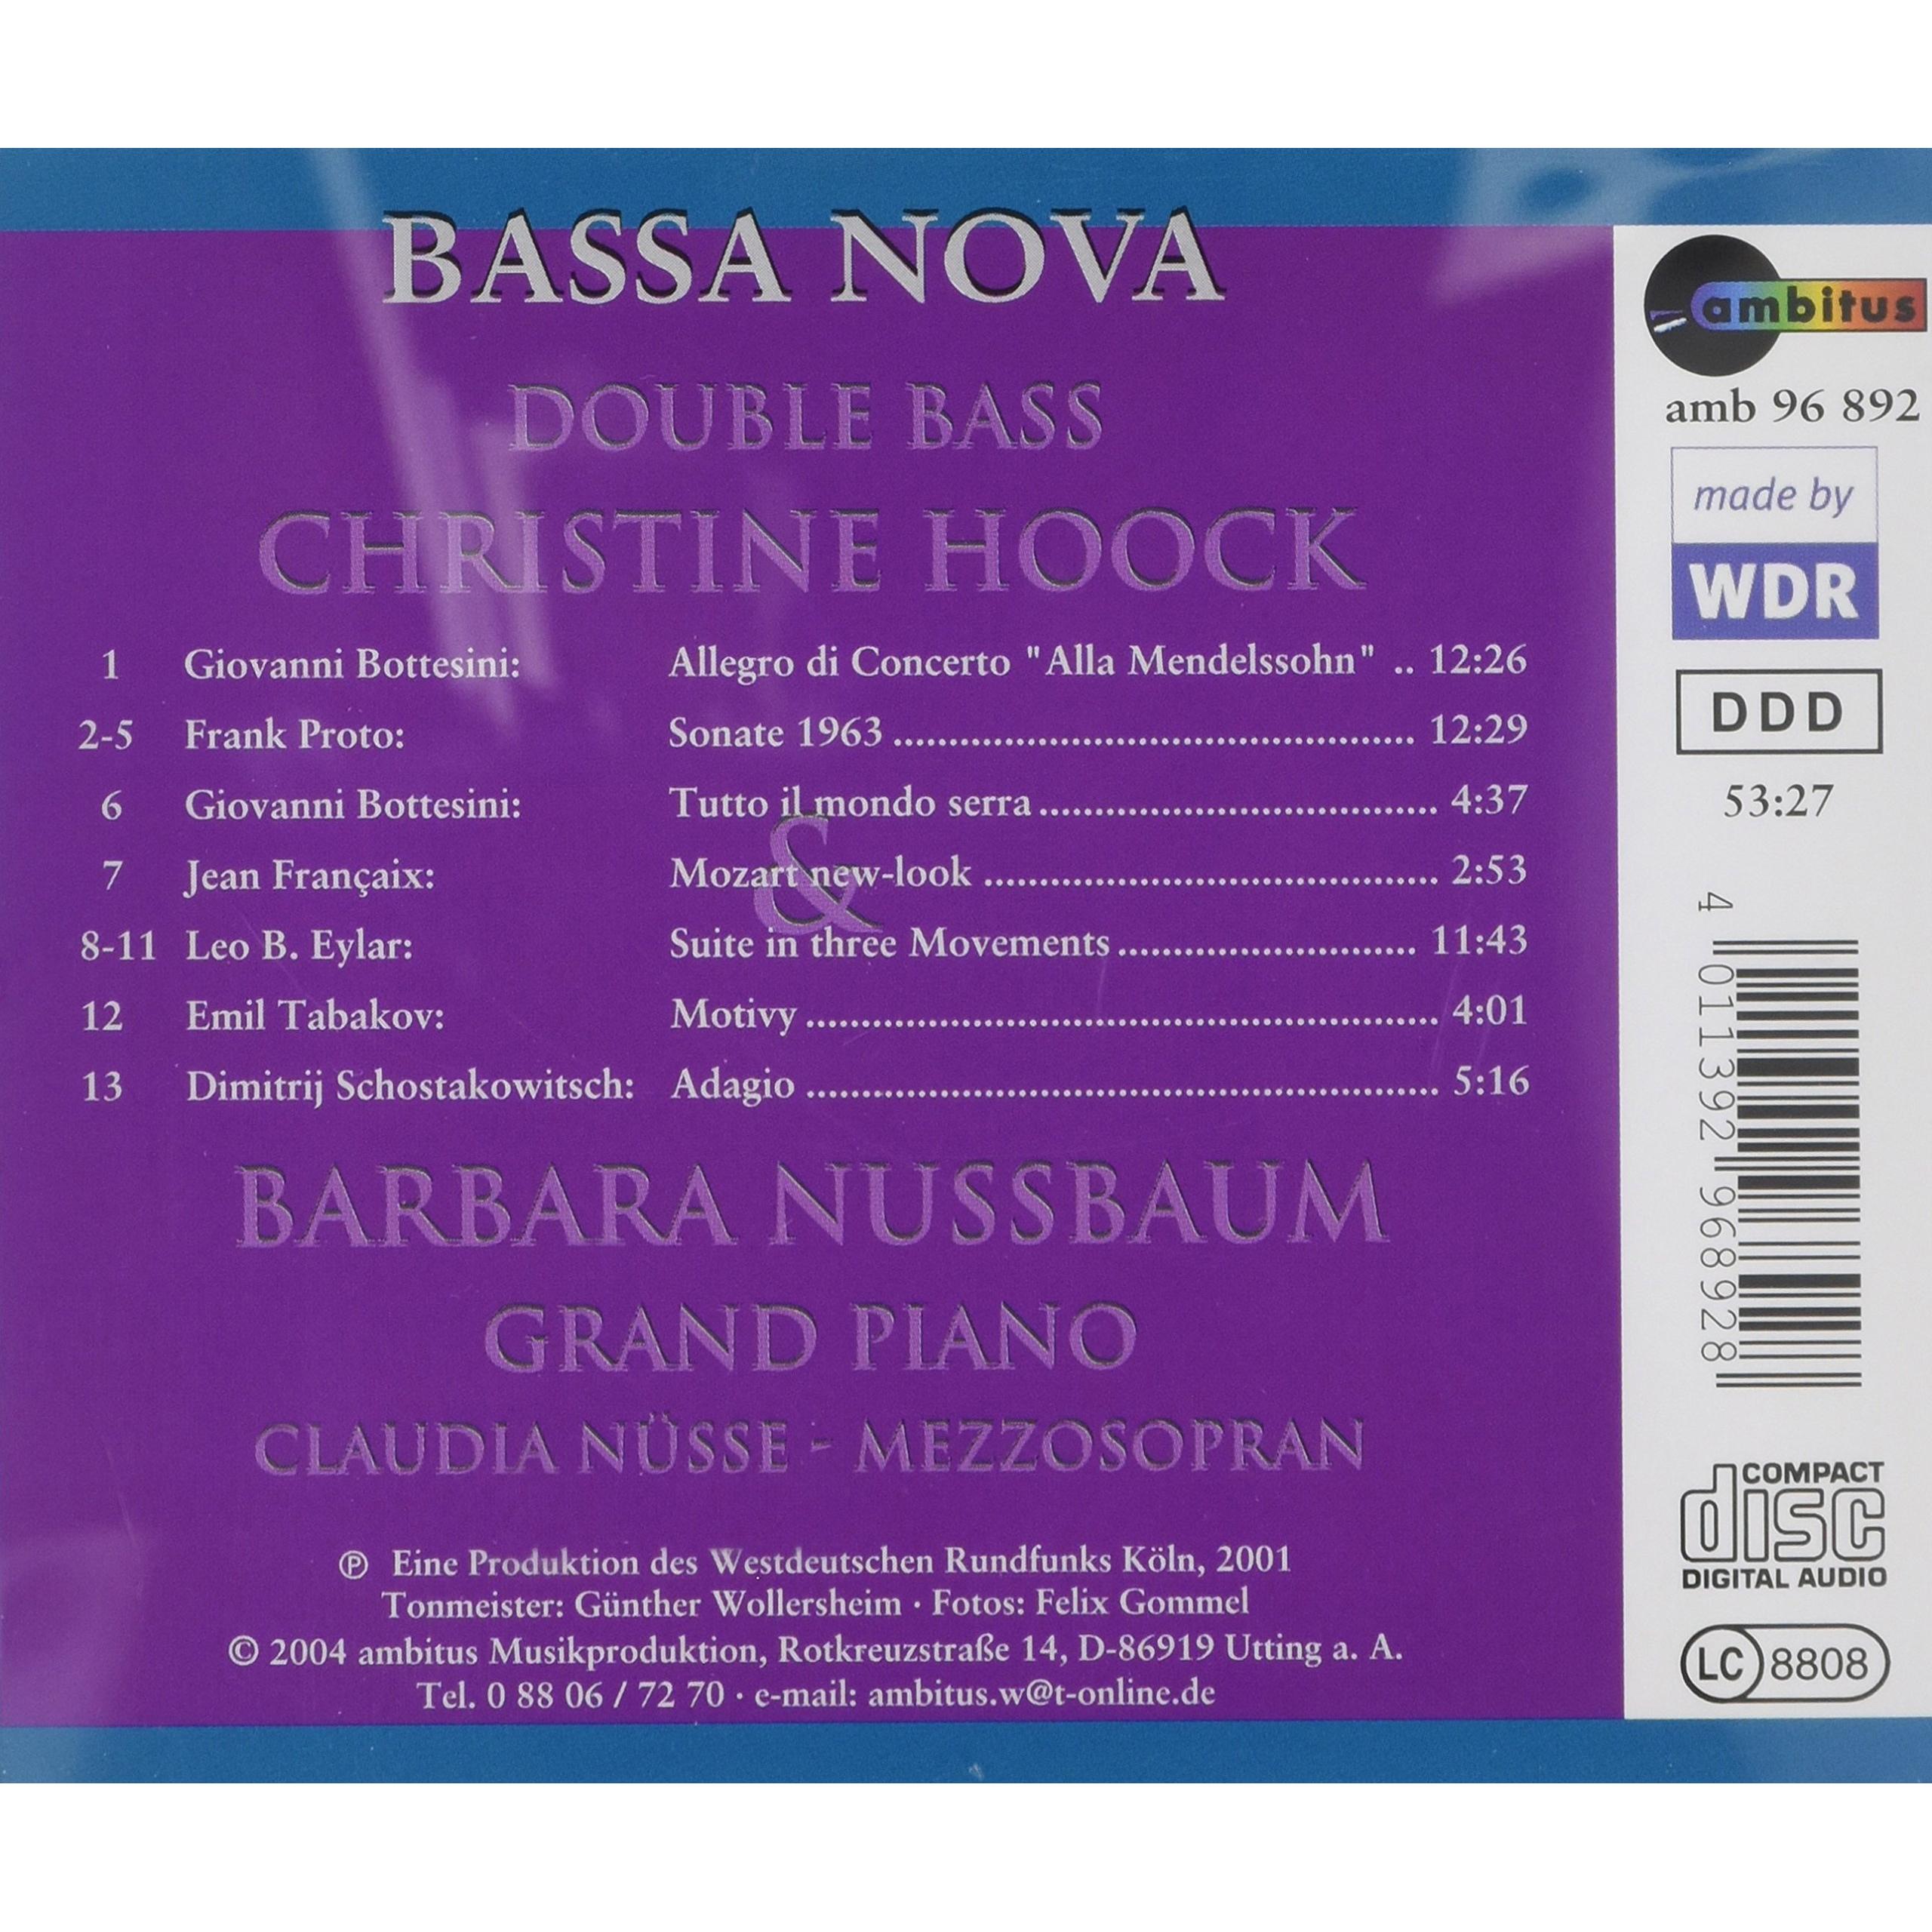 BASSA NOVA
DOUBLE BASS
CHRISTINE HOOCK
1 Giovanni Bottesini: Allegro di Concerto "Alla Mendelssohn" .. 12:26
2-5 Frank Proto: Sonate 1963 ........ 12:29
6 Giovanni Bottesini: Tutto il mondo serra ........ 4:37
&
7 Jean Françaix: Mozart new-look ........ 2:53
8-11 Leo B. Eylar: Suite in three Movements ........ 11:43
12 Emil Tabakov: Motivy ........ 4:01
13 Dimitrij Schostakowitsch: Adagio ........ 5:16
BARBARA NUSSBAUM
GRAND PIANO
CLAUDIA NÜSSE - MEZZOSOPRAN
℗ Eine Produktion des Westdeutschen Rundfunks Köln, 2001
Tonmeister: Günther Wollersheim · Fotos: Felix Gommel
© 2004 ambitus Musikproduktion, Rotkreuzstraße 14, D-86919 Utting a. A.
Tel. 0 88 06 / 72 70 · e-mail: ambitus.w@t-online.de
ambitus
amb 96 892
made by
WDR
DDD
53:27
4 011392 968928
COMPACT
disc
DIGITAL AUDIO
LC 8808